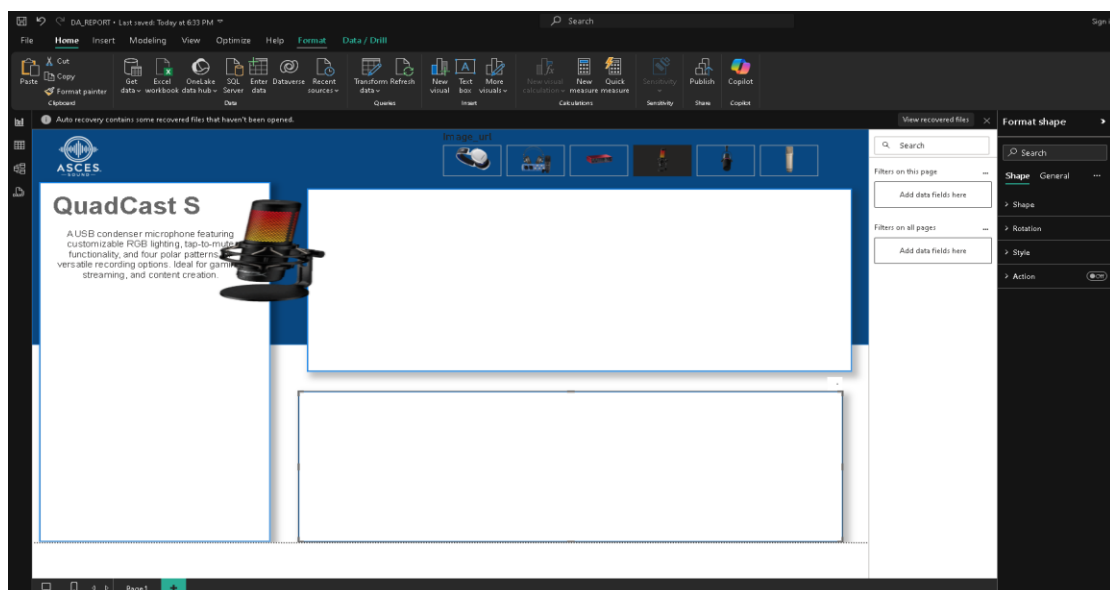 DA_REPORT • Last saved: Today at 6:33 PM
Search
Sign i
File Home Insert Modeling View Optimize Help Format Data / Drill
Paste
Cut
Copy
Format painter
Clipboard
Get data
Excel workbook
OneLake data hub
SQL Server
Enter data
Dataverse
Recent sources
Data
Transform data
Refresh
Queries
New visual
Text box
More visuals
Insert
New visual calculation
New measure
Quick measure
Calculations
Sensitivity
Sensitivity
Publish
Share
Copilot
Copilot
Auto recovery contains some recovered files that haven't been opened.
View recovered files
ASCES
SOUND
Image_url
QuadCast S
A USB condenser microphone featuring
customizable RGB lighting, tap-to-mute
functionality, and four polar patterns
versatile recording options. Ideal for gamin
streaming, and content creation.
Search
Filters on this page ...
Add data fields here
Filters on all pages ...
Add data fields here
Format shape
Search
Shape General ...
Shape
Rotation
Style
Action Off
Page 1